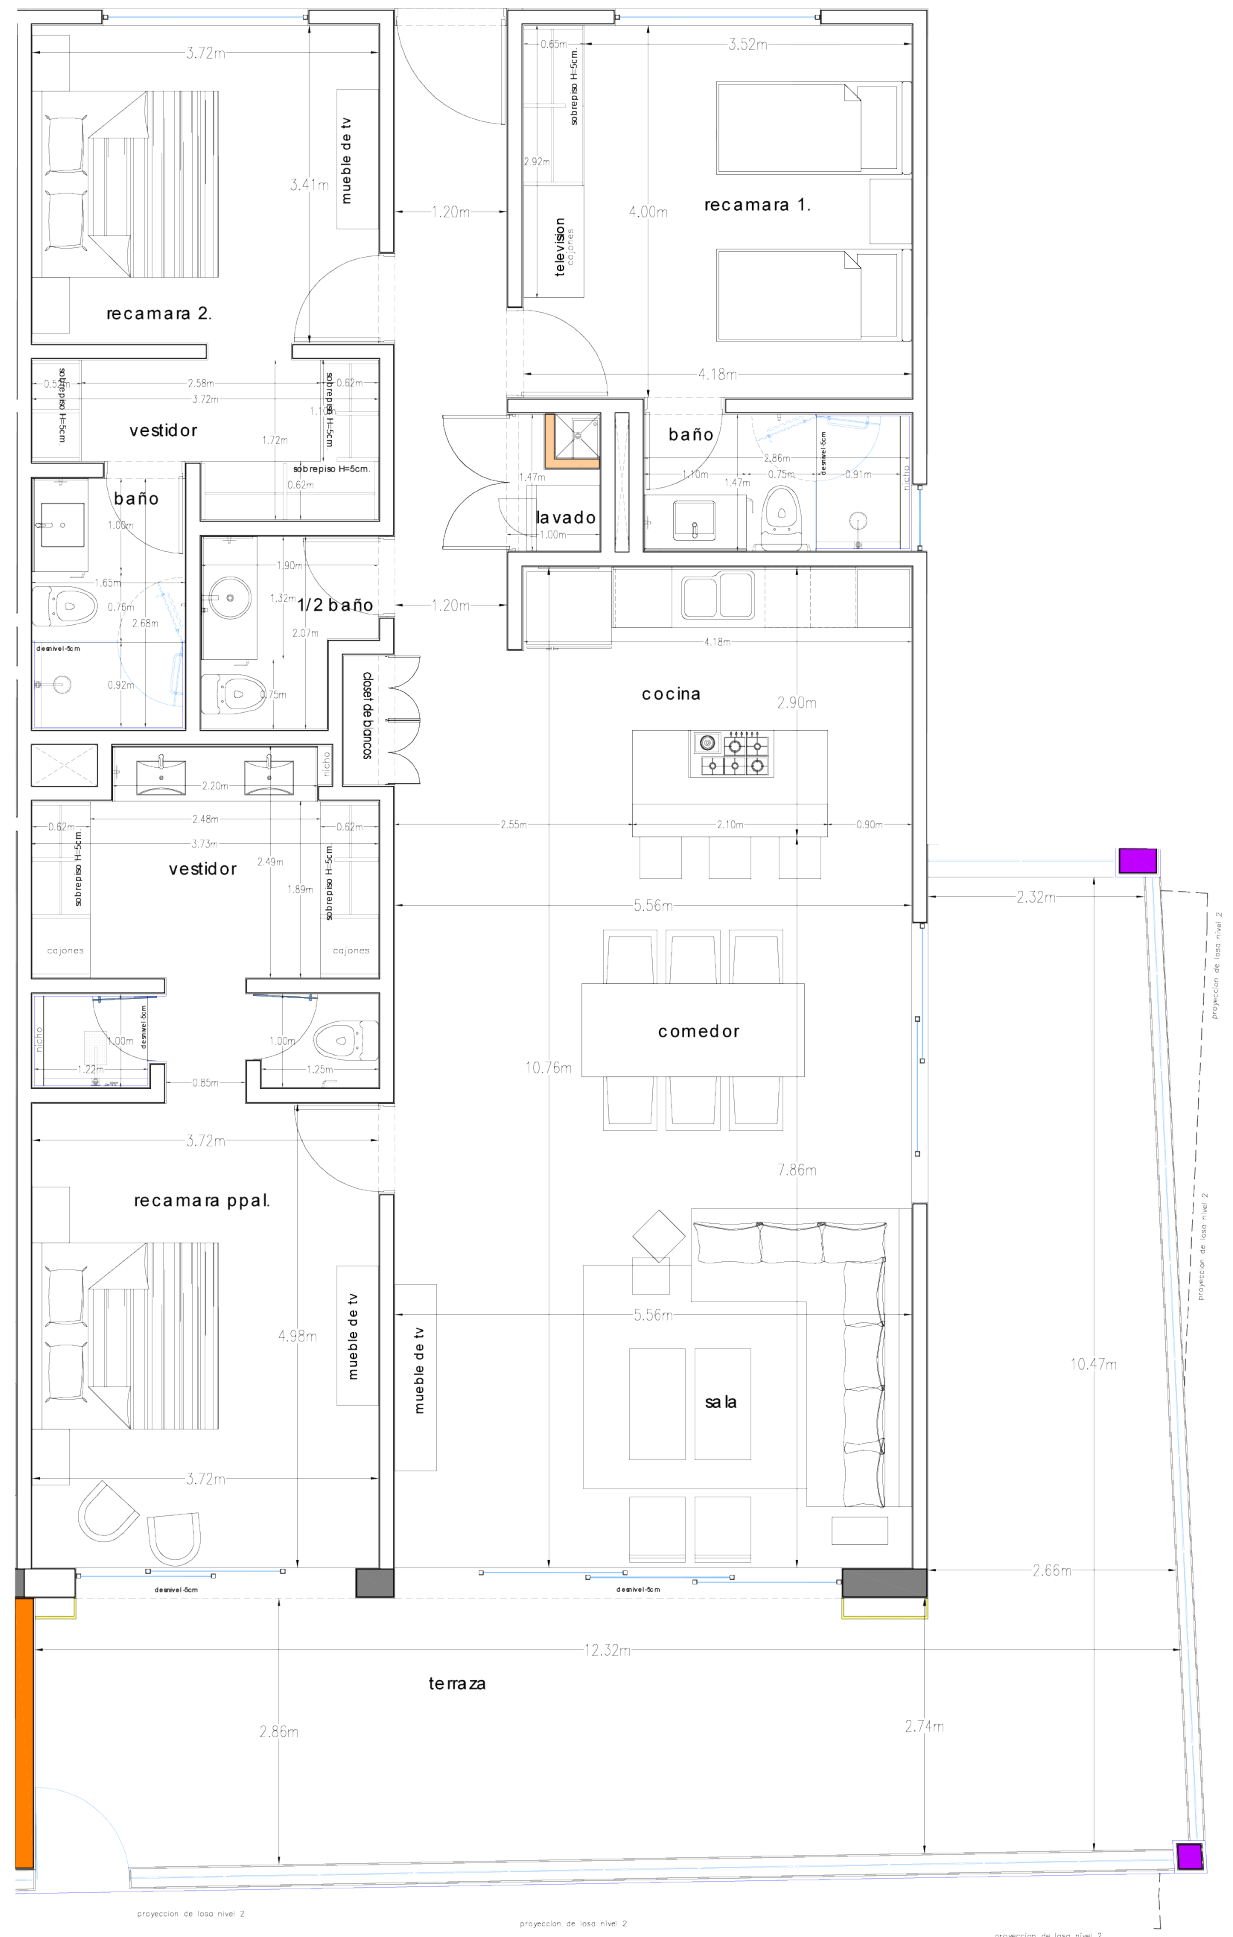 3.72m
0.65m
3.52m
sobrepiso H=5cm.
mueble de tv
2.92m
3.41m
recamara 1.
1.20m
4.00m
television
cajones
recamara 2.
4.18m
sobrepiso H=5cm
2.58m
sobrepiso H=5cm
0.62m
3.72m
vestidor
1.72m
baño
2.86m
desnivel-5cm
sobrepiso H=5cm.
0.62m
1.10m
0.75m
0.91m
nicho
1.47m
1.47m
baño
1.00m
lavado
1.00m
1.90m
1.65m
0.76m
2.68m
1.32m
1/2 baño
1.20m
2.07m
desnivel-5cm
4.18m
0.92m
0.75m
closet de blancos
cocina
2.90m
nicho
2.20m
0.62m
2.48m
0.62m
2.55m
2.10m
0.90m
3.73m
sobrepiso H=5cm.
vestidor
2.49m
sobrepiso H=5cm.
1.89m
5.56m
2.32m
cajones
cajones
proyeccion de losa nivel 2
nicho
desnivel-5cm
1.00m
1.00m
comedor
1.22m
1.25m
10.76m
0.85m
3.72m
7.86m
recamara ppal.
proyeccion de losa nivel 2
4.98m
mueble de tv
mueble de tv
5.56m
10.47m
sala
3.72m
2.66m
desnivel-5cm
desnivel-5cm
12.32m
terraza
2.86m
2.74m
proyeccion de losa nivel 2
proyeccion de losa nivel 2
proyeccion de losa nivel 2